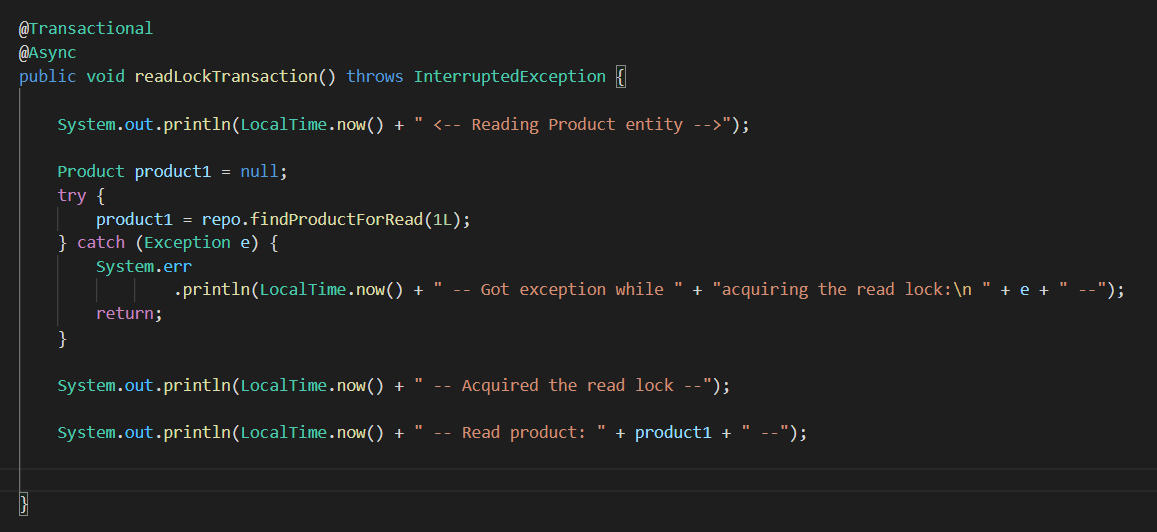 @Transactional
@Async
public void readLockTransaction() throws InterruptedException {
System.out.println(LocalTime.now() + " <-- Reading Product entity -->");
Product product1 = null;
try {
product1 = repo.findProductForRead(1L);
} catch (Exception e) {
System.err
.println(LocalTime.now() + " -- Got exception while " + "acquiring the read lock:\n " + e + " --");
return;
}
System.out.println(LocalTime.now() + " -- Acquired the read lock --");
System.out.println(LocalTime.now() + " -- Read product: " + product1 + " --");
}